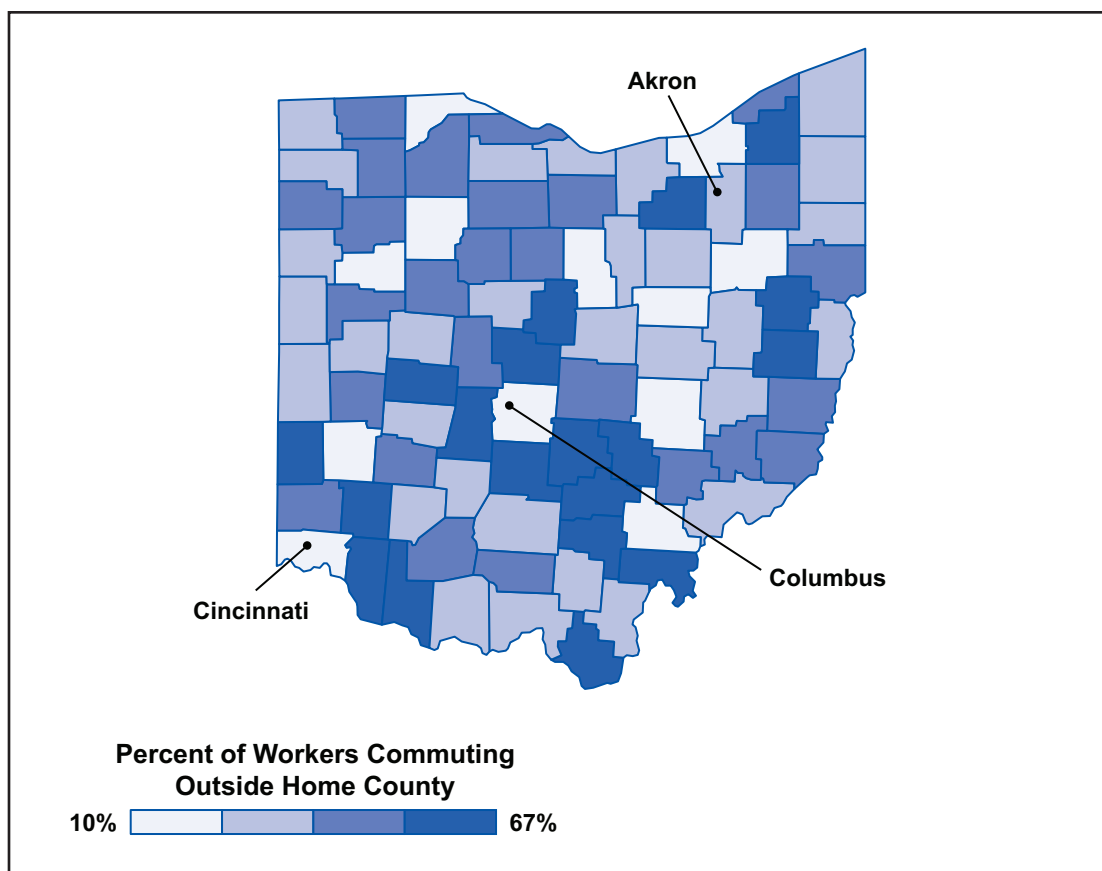 Akron
Columbus
Cincinnati
Percent of Workers Commuting
Outside Home County
10% 67%